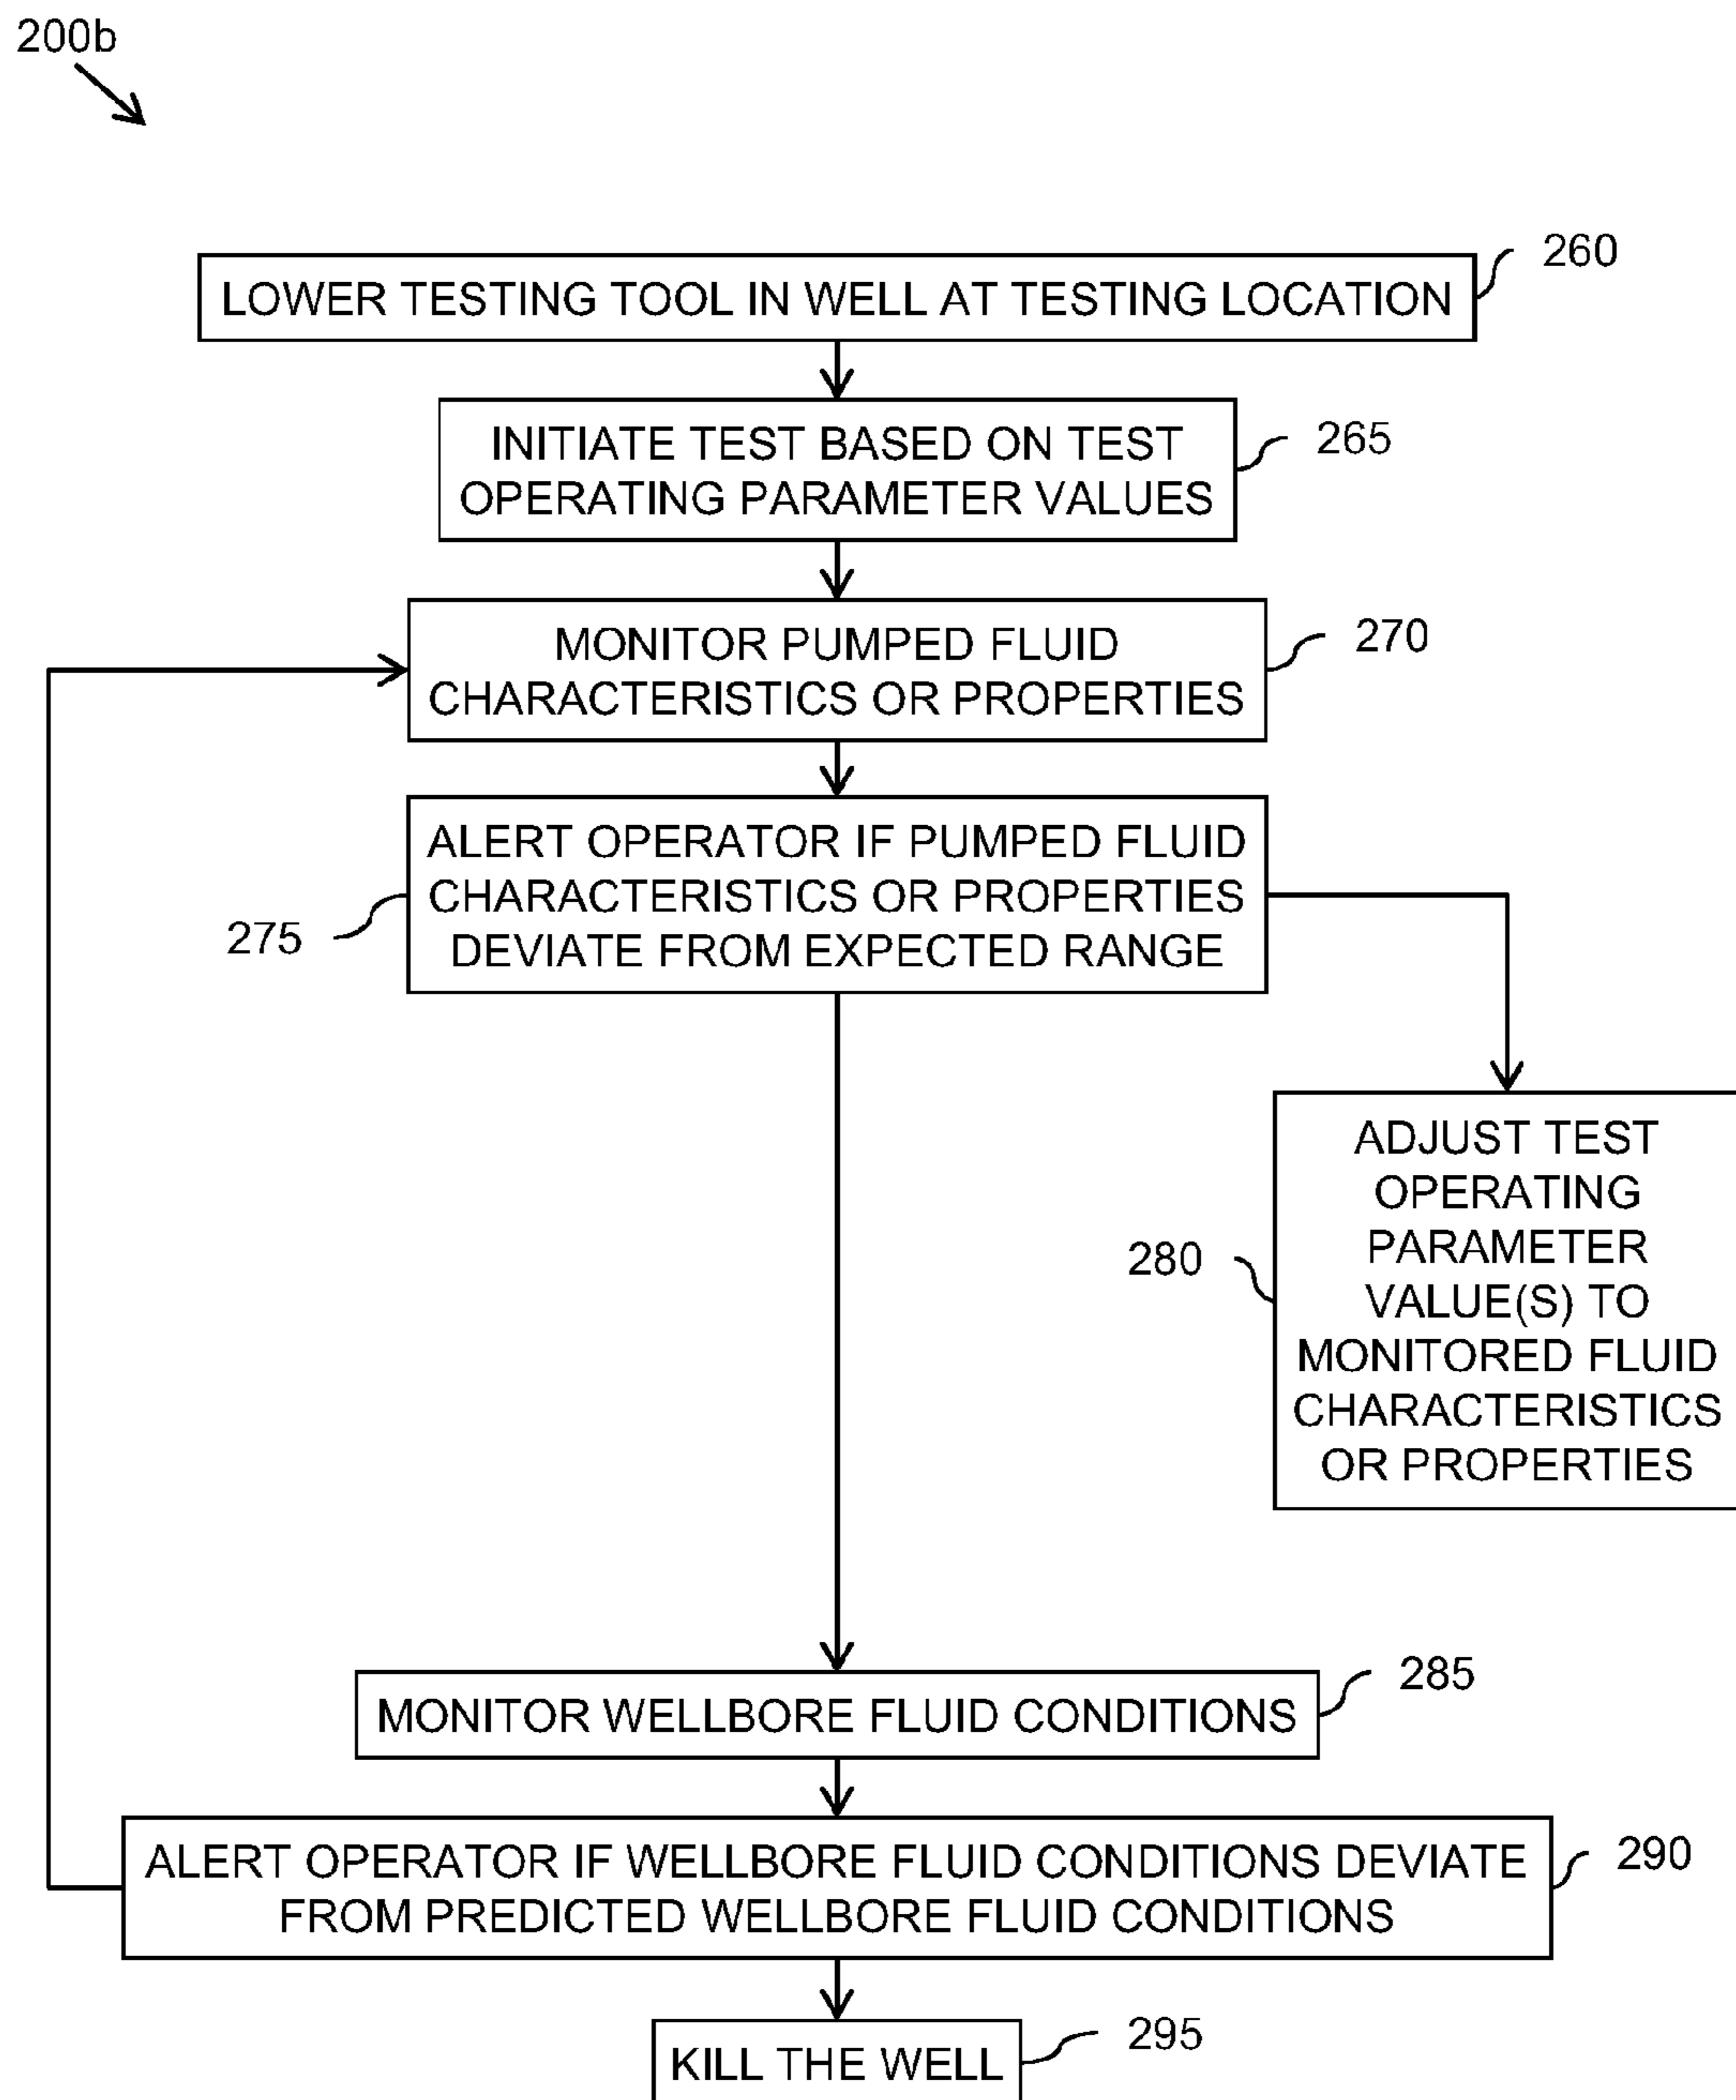 200b
LOWER TESTING TOOL IN WELL AT TESTING LOCATION
260
INITIATE TEST BASED ON TEST
OPERATING PARAMETER VALUES
265
MONITOR PUMPED FLUID
CHARACTERISTICS OR PROPERTIES
270
ALERT OPERATOR IF PUMPED FLUID
CHARACTERISTICS OR PROPERTIES
DEVIATE FROM EXPECTED RANGE
275
ADJUST TEST
OPERATING
PARAMETER
VALUE(S) TO
MONITORED FLUID
CHARACTERISTICS
OR PROPERTIES
280
MONITOR WELLBORE FLUID CONDITIONS
285
ALERT OPERATOR IF WELLBORE FLUID CONDITIONS DEVIATE
FROM PREDICTED WELLBORE FLUID CONDITIONS
290
KILL THE WELL
295